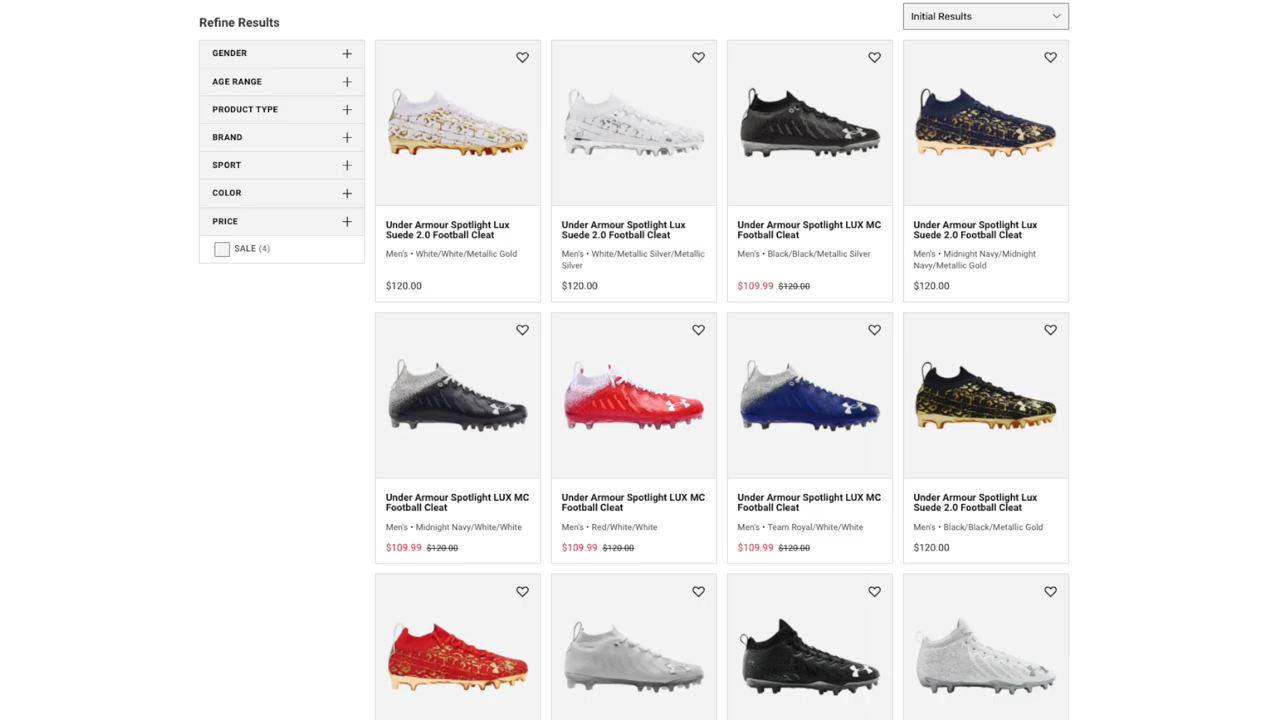 Refine Results
Initial Results
GENDER
AGE RANGE
PRODUCT TYPE
BRAND
SPORT
COLOR
PRICE
SALE (4)
Under Armour Spotlight Lux
Suede 2.0 Football Cleat
Men's • White/White/Metallic Gold
$120.00
Under Armour Spotlight Lux
Suede 2.0 Football Cleat
Men's • White/Metallic Silver/Metallic
Silver
$120.00
Under Armour Spotlight LUX MC
Football Cleat
Men's • Black/Black/Metallic Silver
$109.99 $120.00
Under Armour Spotlight Lux
Suede 2.0 Football Cleat
Men's • Midnight Navy/Midnight
Navy/Metallic Gold
$120.00
Under Armour Spotlight LUX MC
Football Cleat
Men's • Midnight Navy/White/White
$109.99 $120.00
Under Armour Spotlight LUX MC
Football Cleat
Men's • Red/White/White
$109.99 $120.00
Under Armour Spotlight LUX MC
Football Cleat
Men's • Team Royal/White/White
$109.99 $120.00
Under Armour Spotlight Lux
Suede 2.0 Football Cleat
Men's • Black/Black/Metallic Gold
$120.00